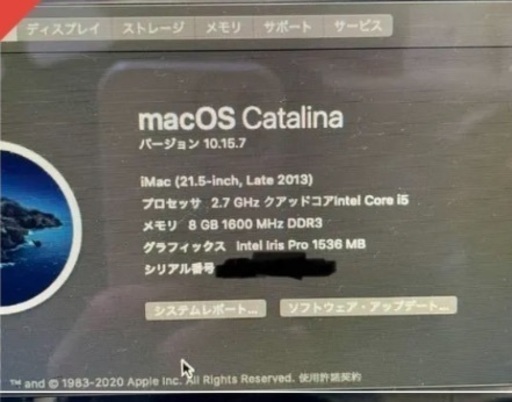 ディスプレイ ストレージ メモリ サポート サービス
macOS Catalina
バージョン 10.15.7
iMac (21.5-inch, Late 2013)
プロセッサ 2.7 GHz クアッドコアIntel Core i5
メモリ 8 GB 1600 MHz DDR3
グラフィックス Intel Iris Pro 1536 MB
シリアル番号
システムレポート... ソフトウェア・アップデート...
™ and © 1983-2020 Apple Inc. All Rights Reserved. 使用許諾契約